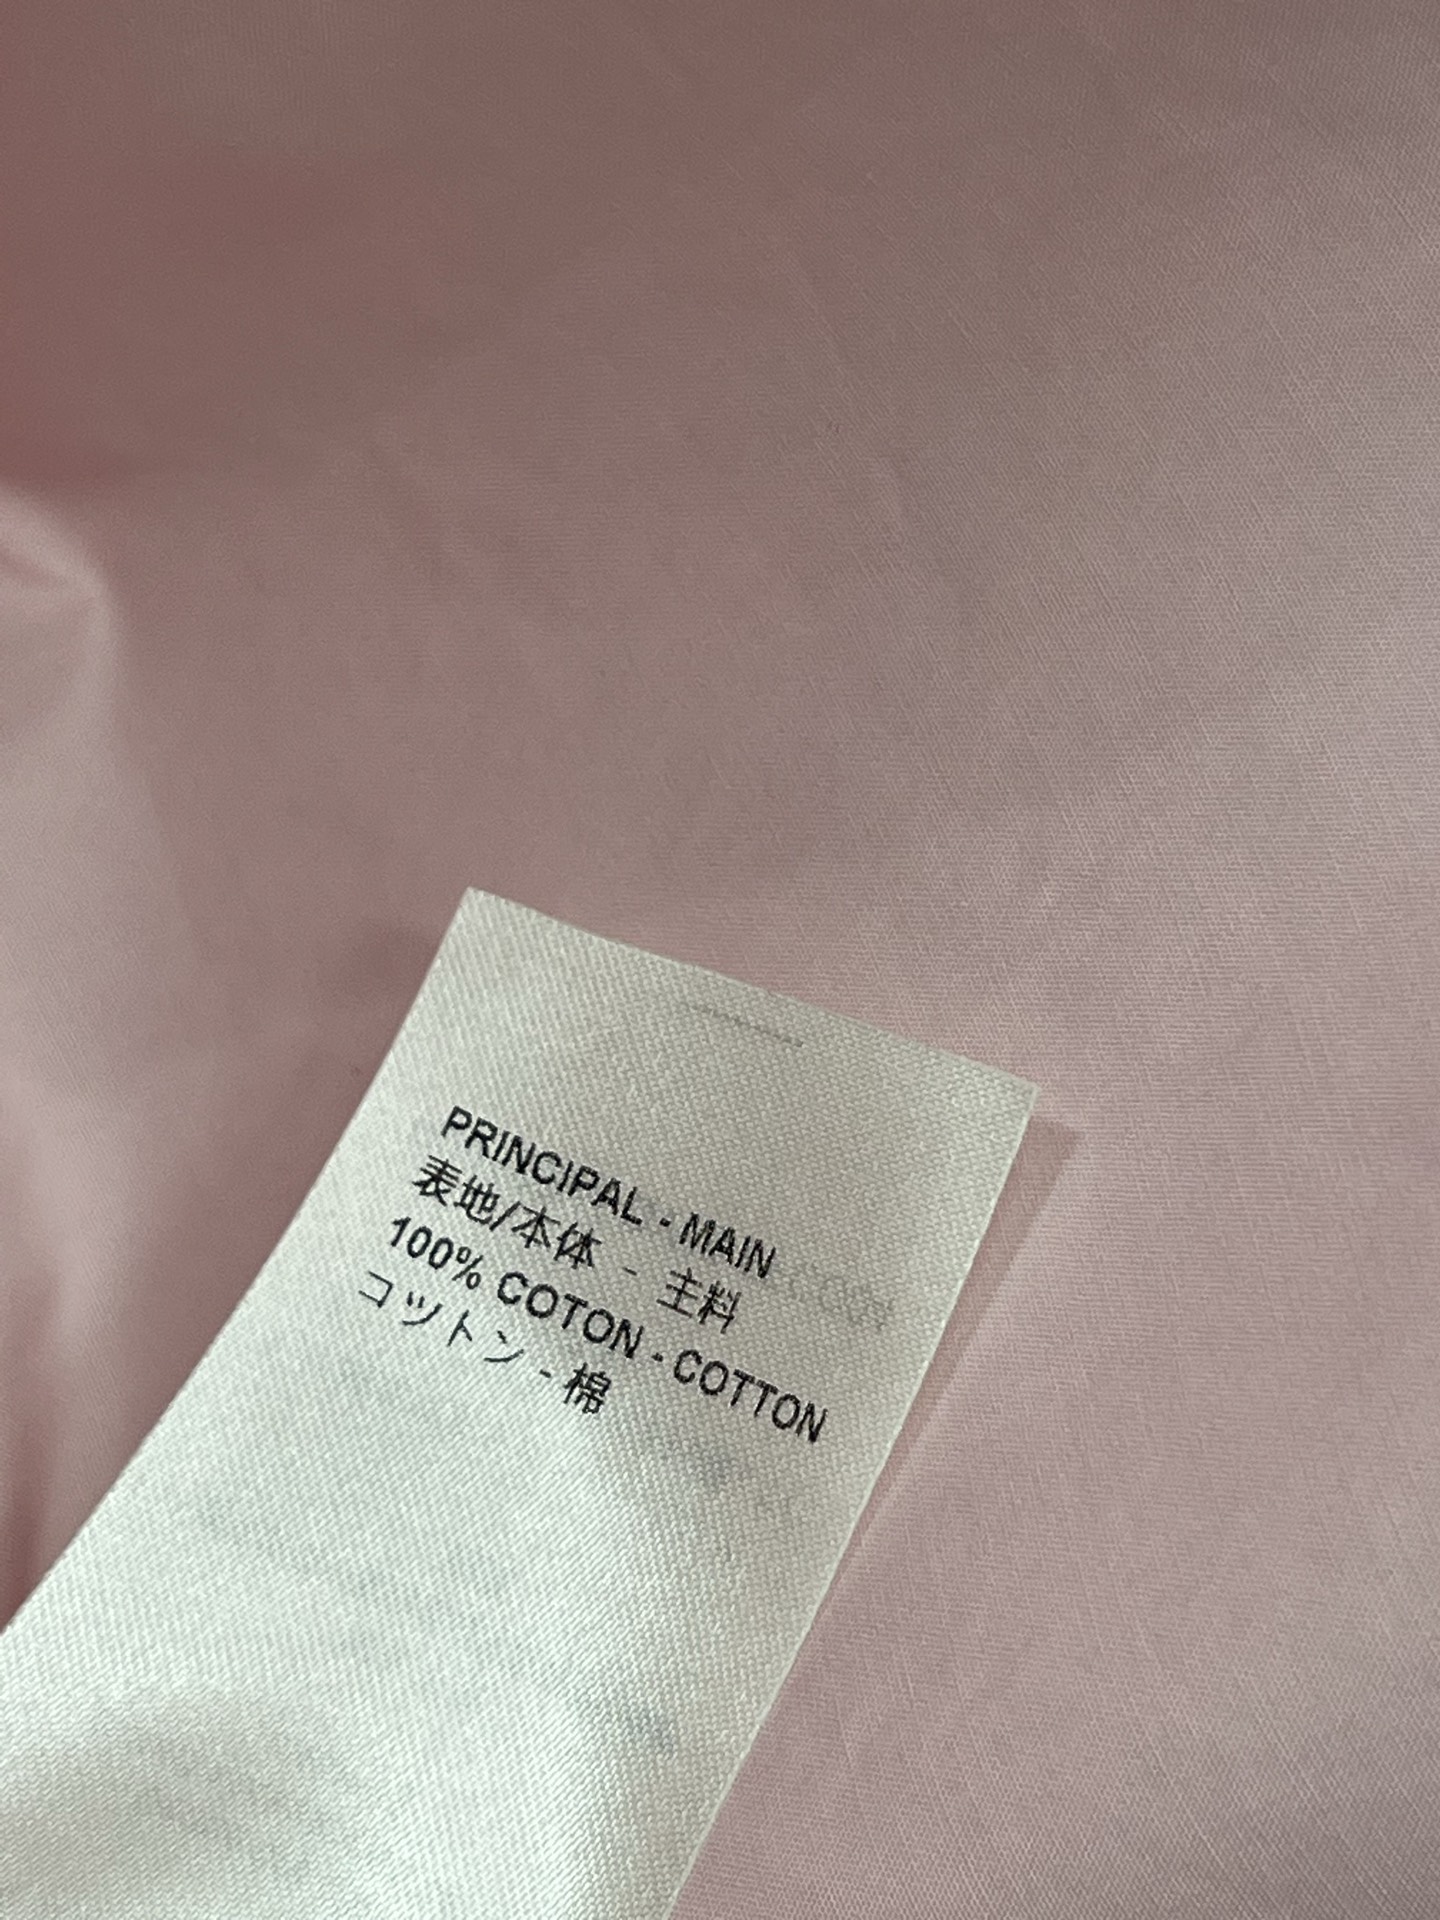 PRINCIPAL - MAIN
表地/本体 - 主料
100% COTON - COTTON
コットン - 棉